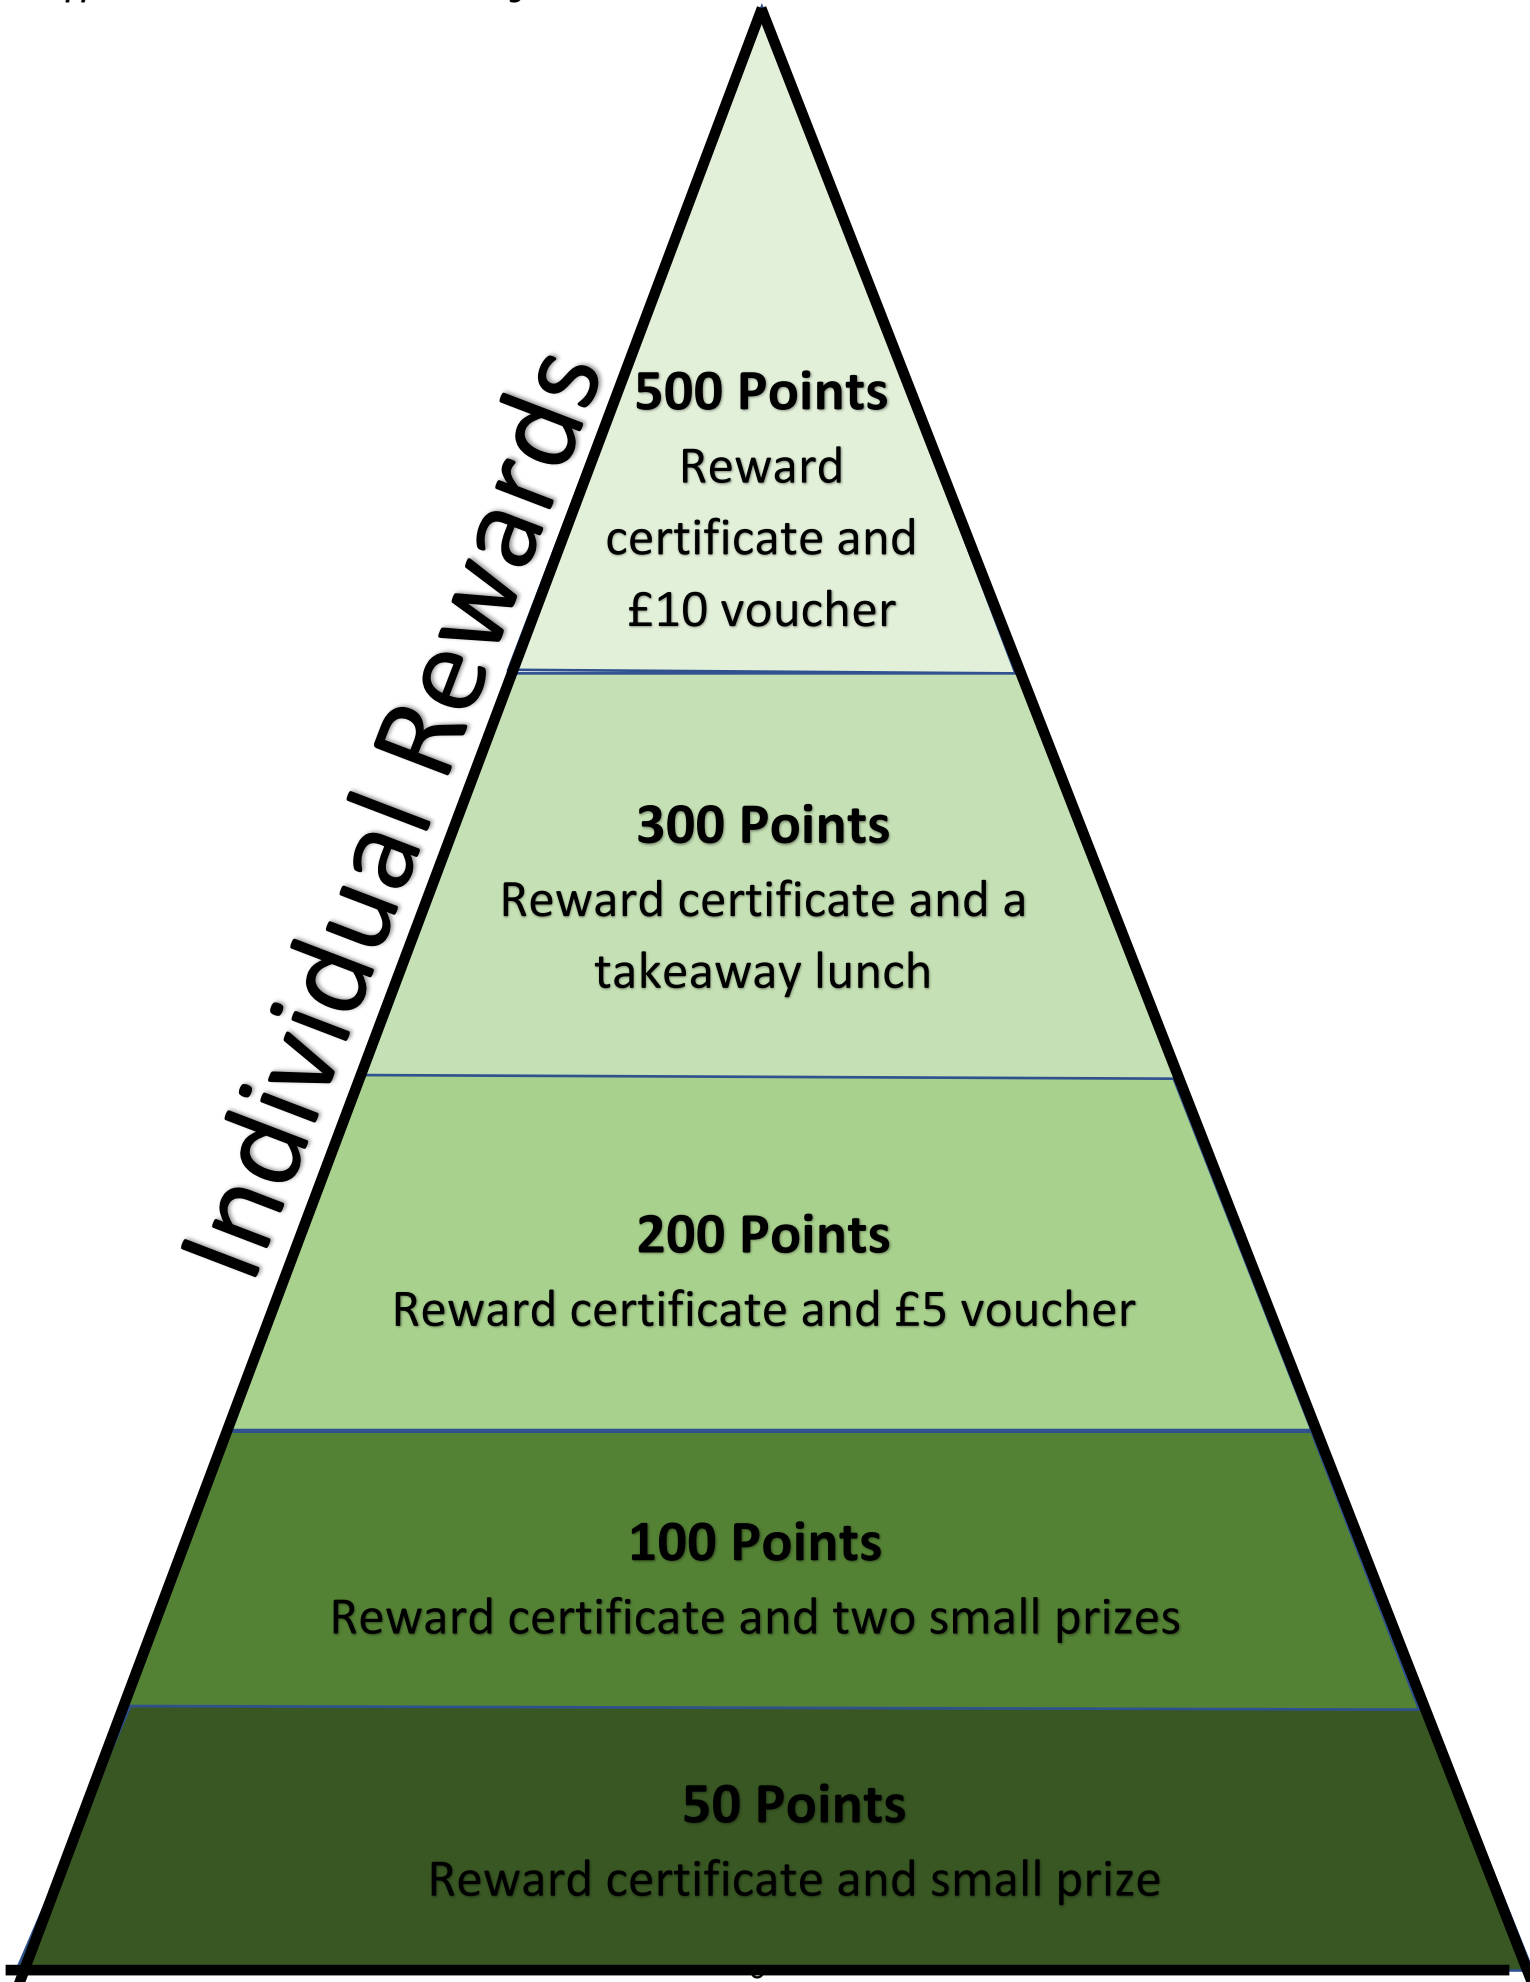 500 Points
Reward
certificate and
£10 voucher
Individual Rewards
300 Points
Reward certificate and a
takeaway lunch
200 Points
Reward certificate and £5 voucher
100 Points
Reward certificate and two small prizes
50 Points
Reward certificate and small prize